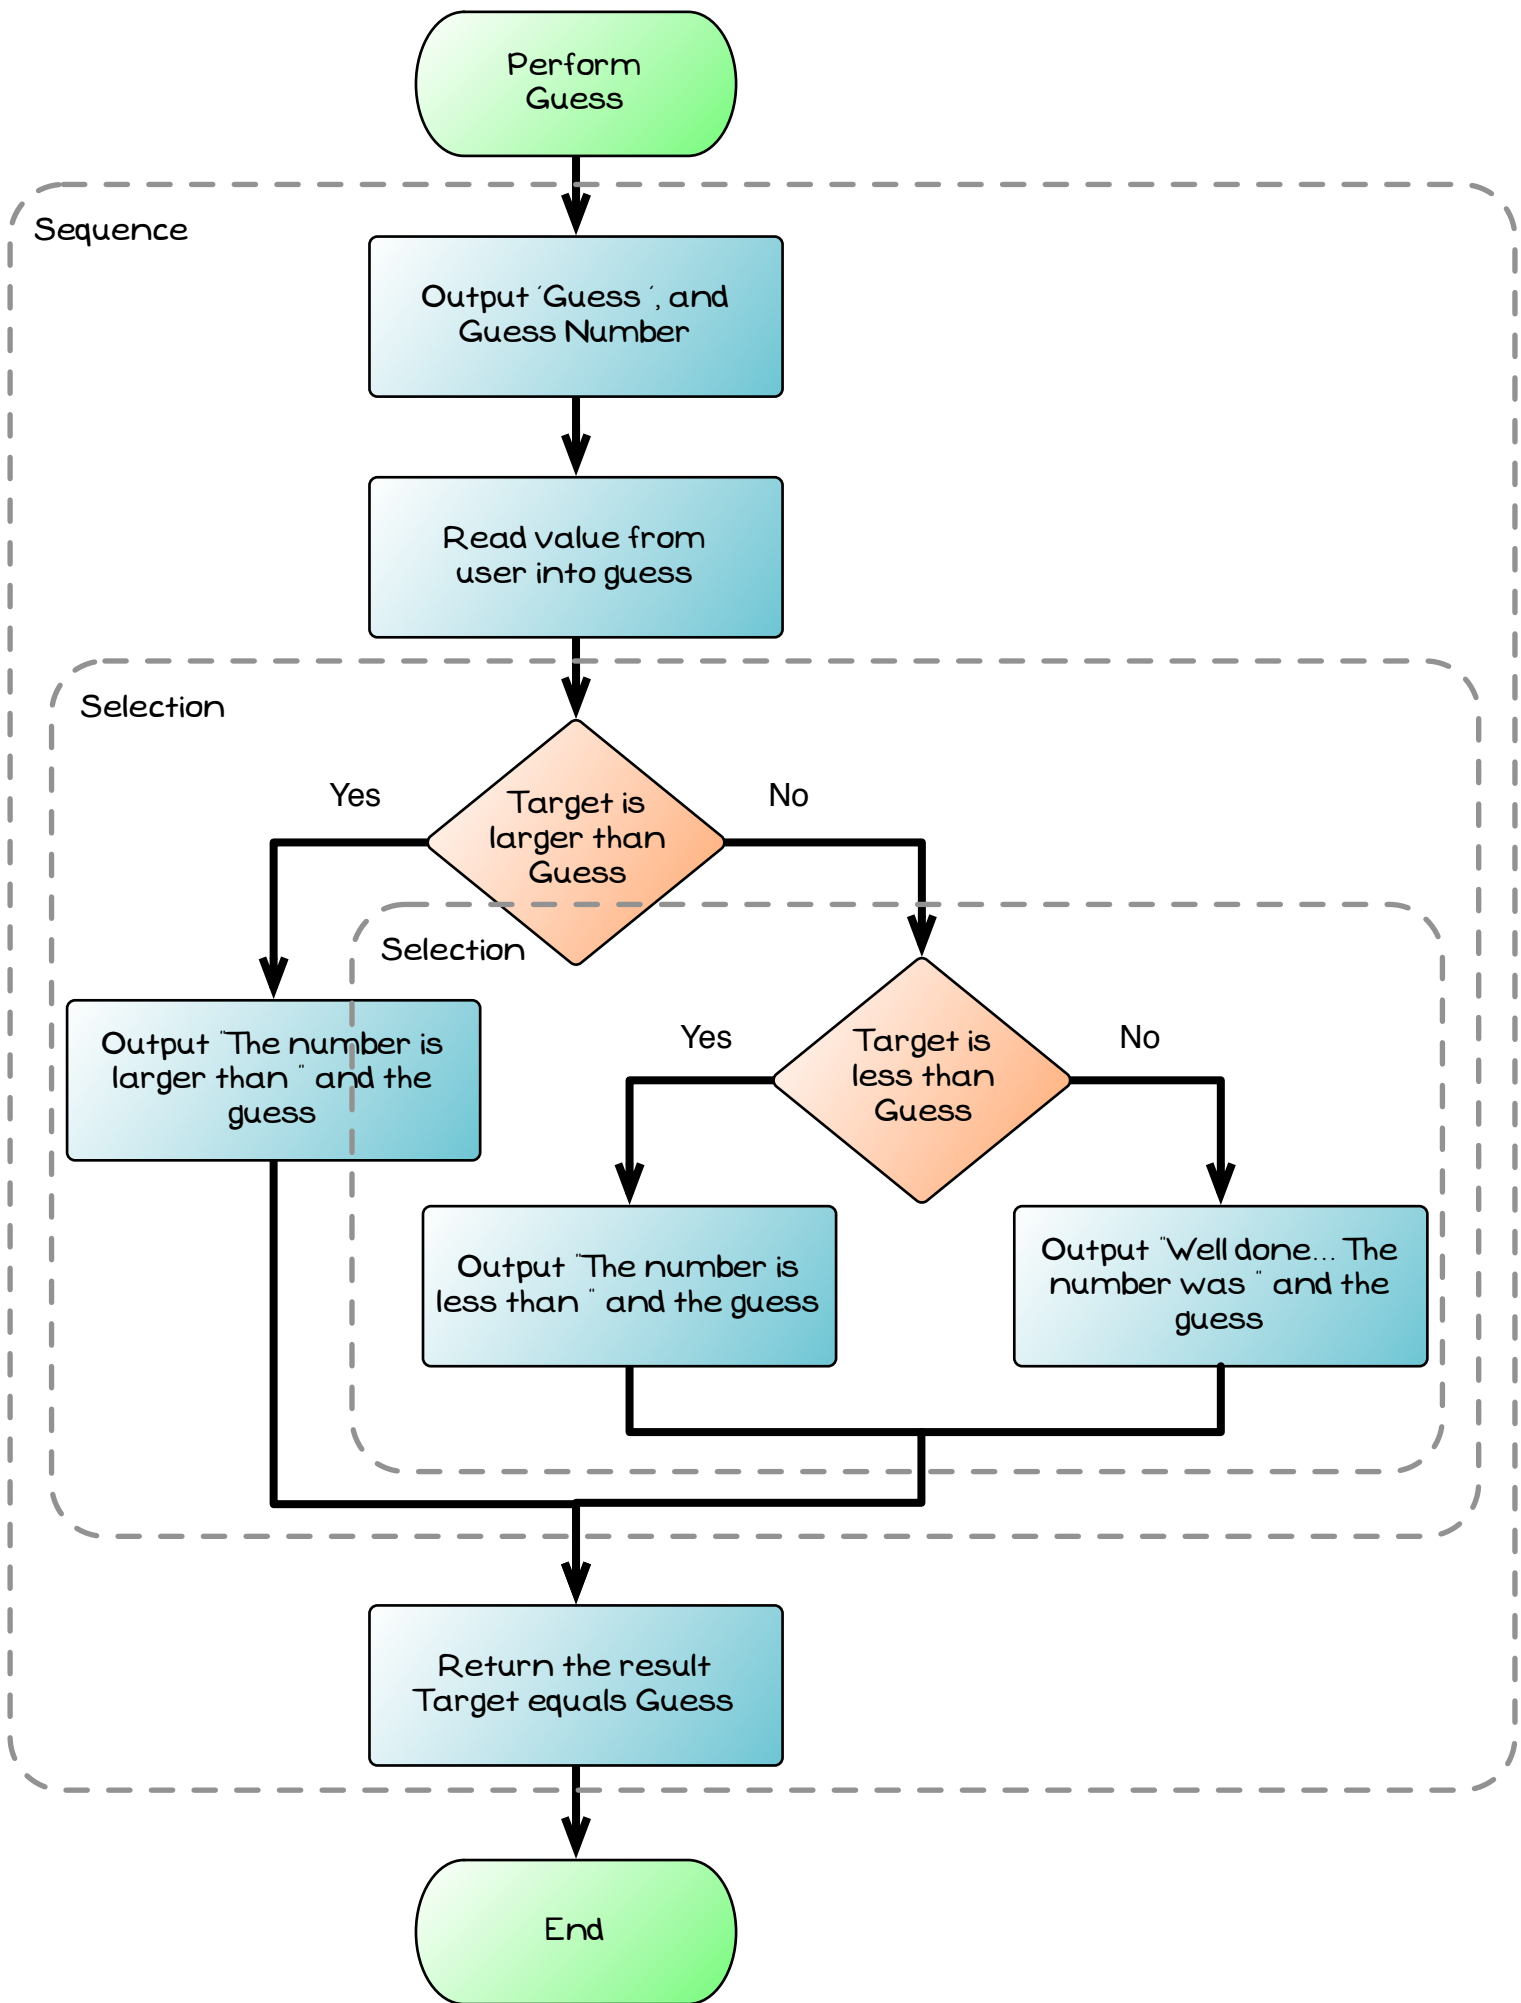 Perform
Guess
Sequence
Output 'Guess ', and
Guess Number
Read value from
user into guess
Selection
Yes
No
Target is
larger than
Guess
Selection
Output "The number is
larger than " and the
guess
Yes
No
Target is
less than
Guess
Output "The number is
less than " and the guess
Output "Well done... The
number was " and the
guess
Return the result
Target equals Guess
End